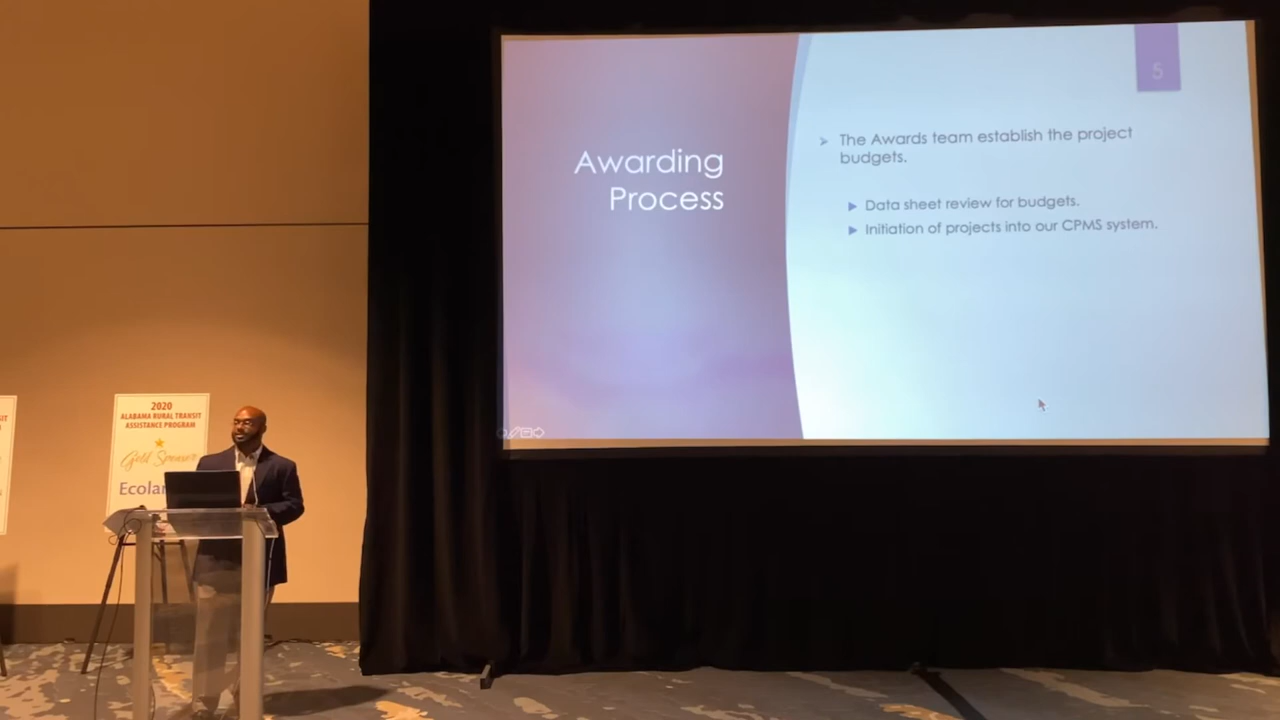 5
Awarding
Process
The Awards team establish the project
budgets.
Data sheet review for budgets.
Initiation of projects into our CPMS system.
2020
ALABAMA RURAL TRANSIT
ASSISTANCE PROGRAM
Gold Sponsor